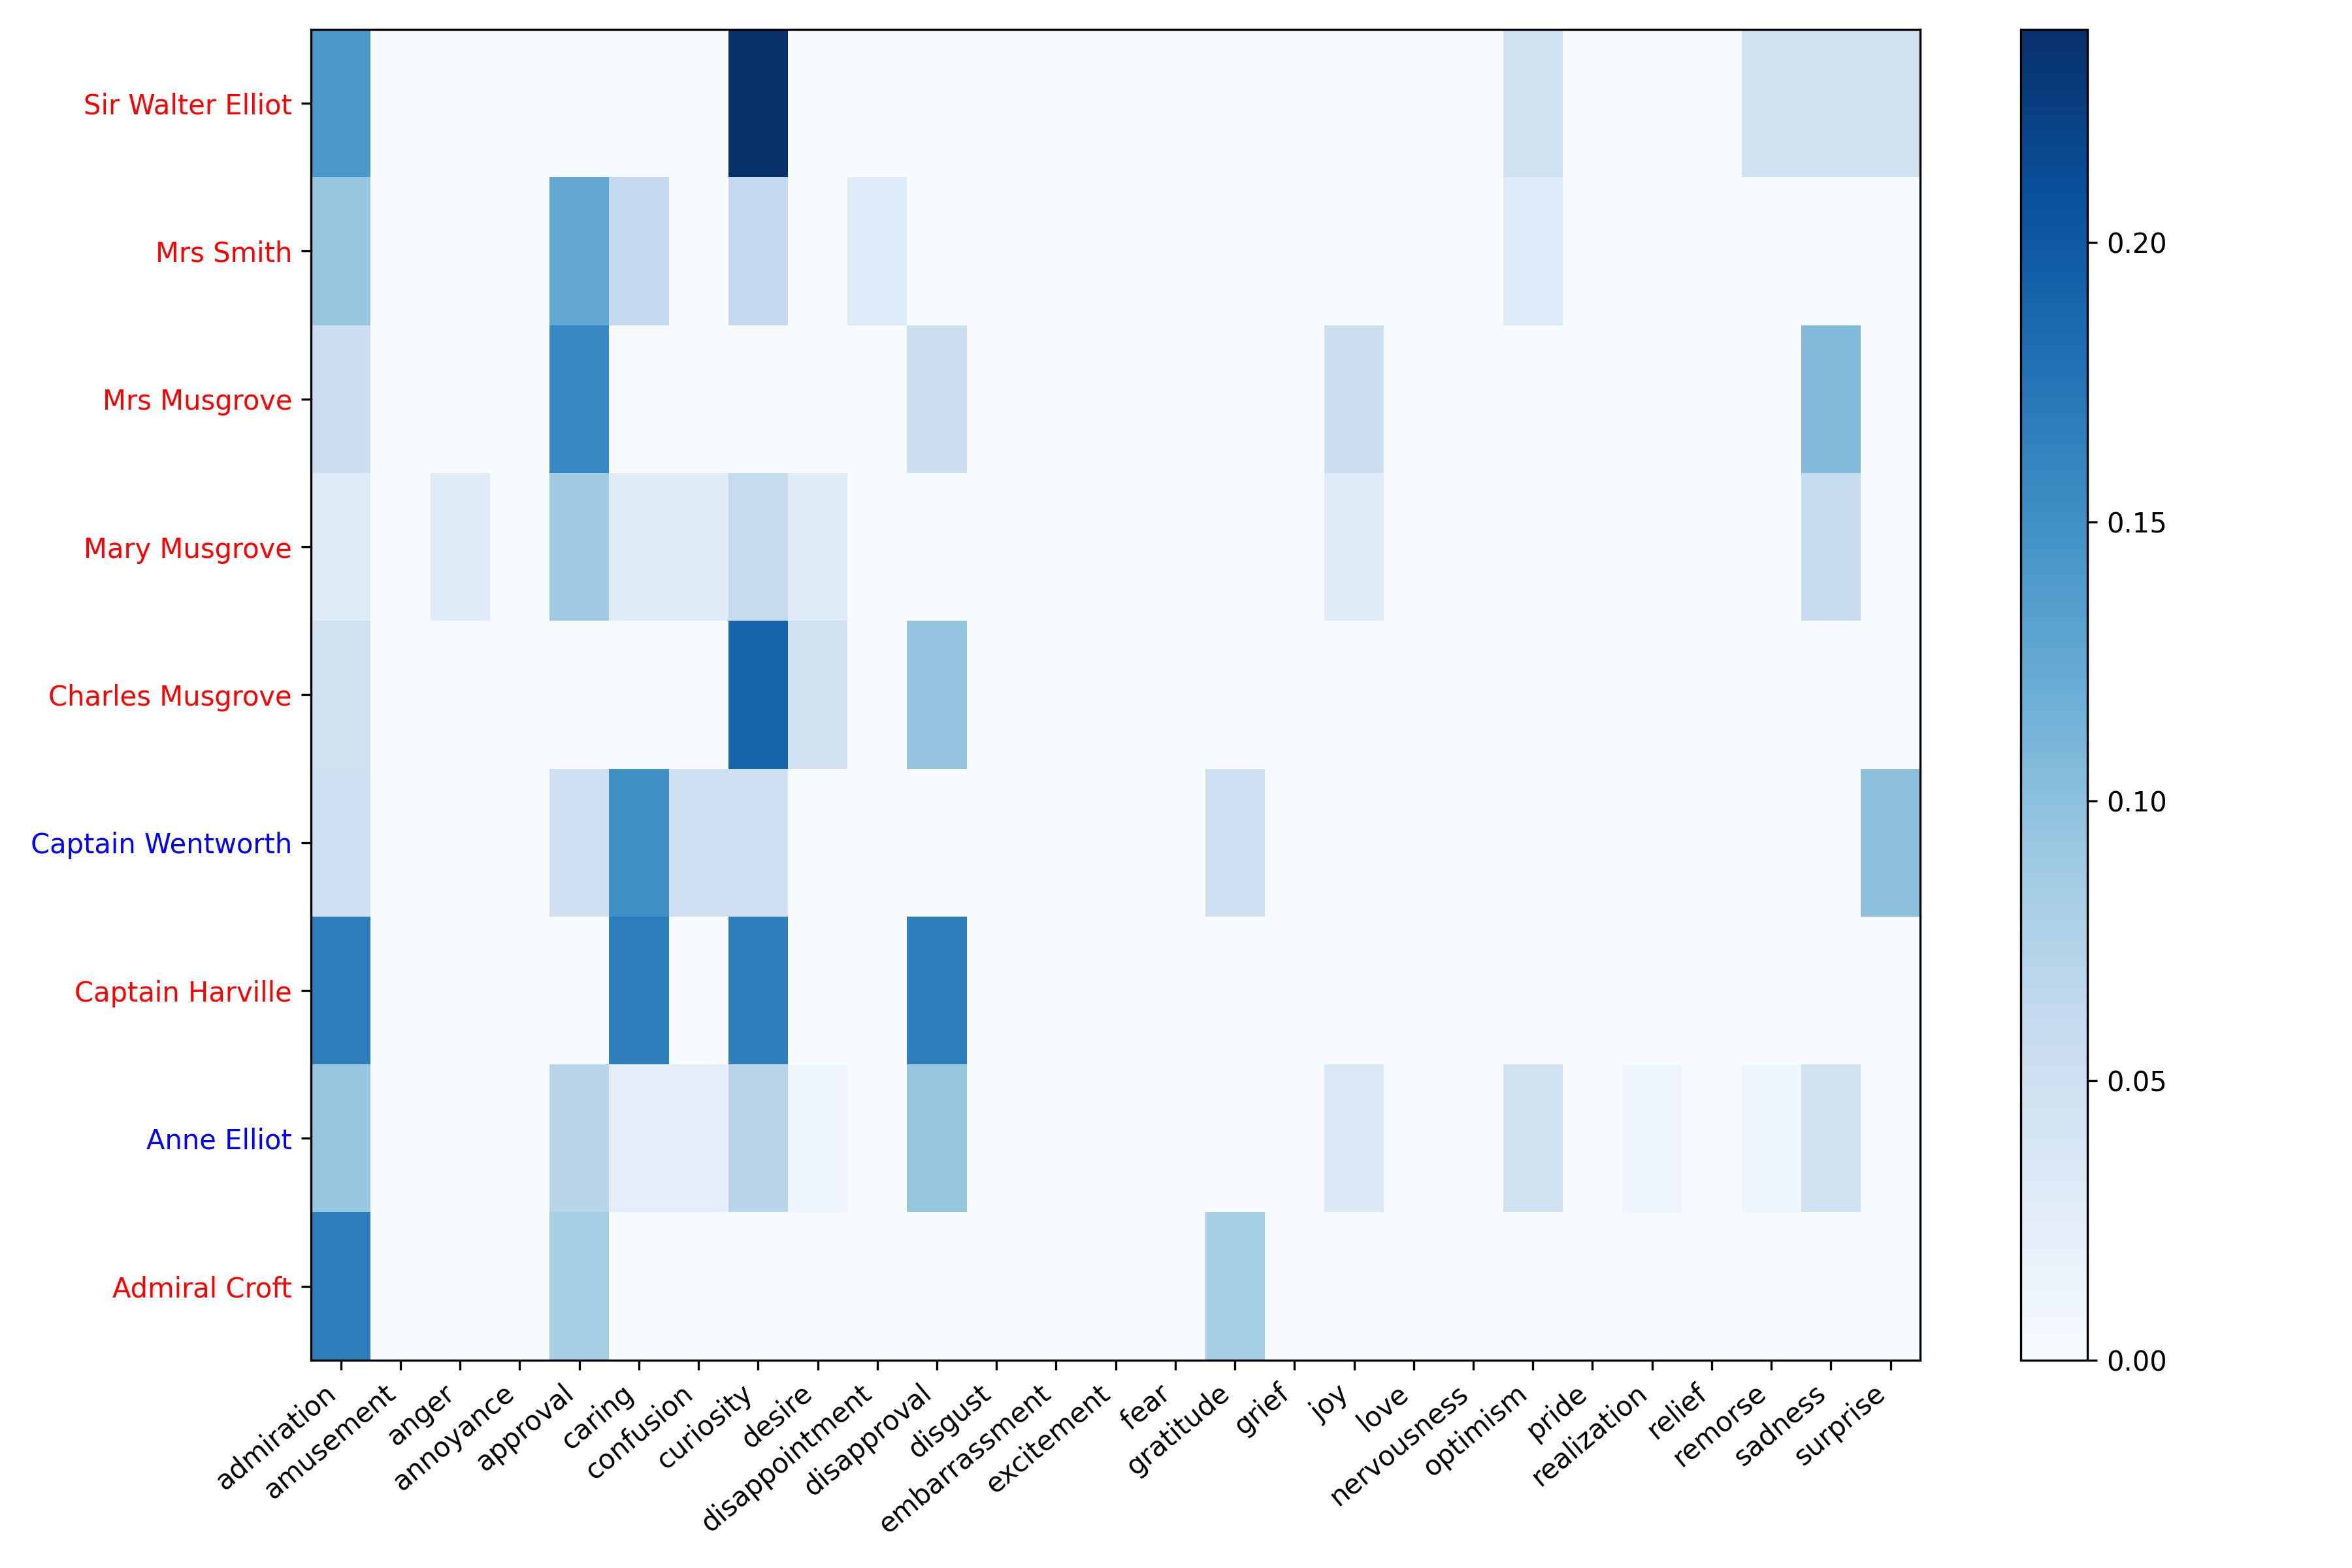 Sir Walter Elliot
Mrs Smith
Mrs Musgrove
Mary Musgrove
Charles Musgrove
Captain Wentworth
Captain Harville
Anne Elliot
Admiral Croft
admiration
amusement
anger
annoyance
approval
caring
confusion
curiosity
desire
disappointment
disapproval
disgust
embarrassment
excitement
fear
gratitude
grief
joy
love
nervousness
optimism
pride
realization
relief
remorse
sadness
surprise
0.20
0.15
0.10
0.05
0.00